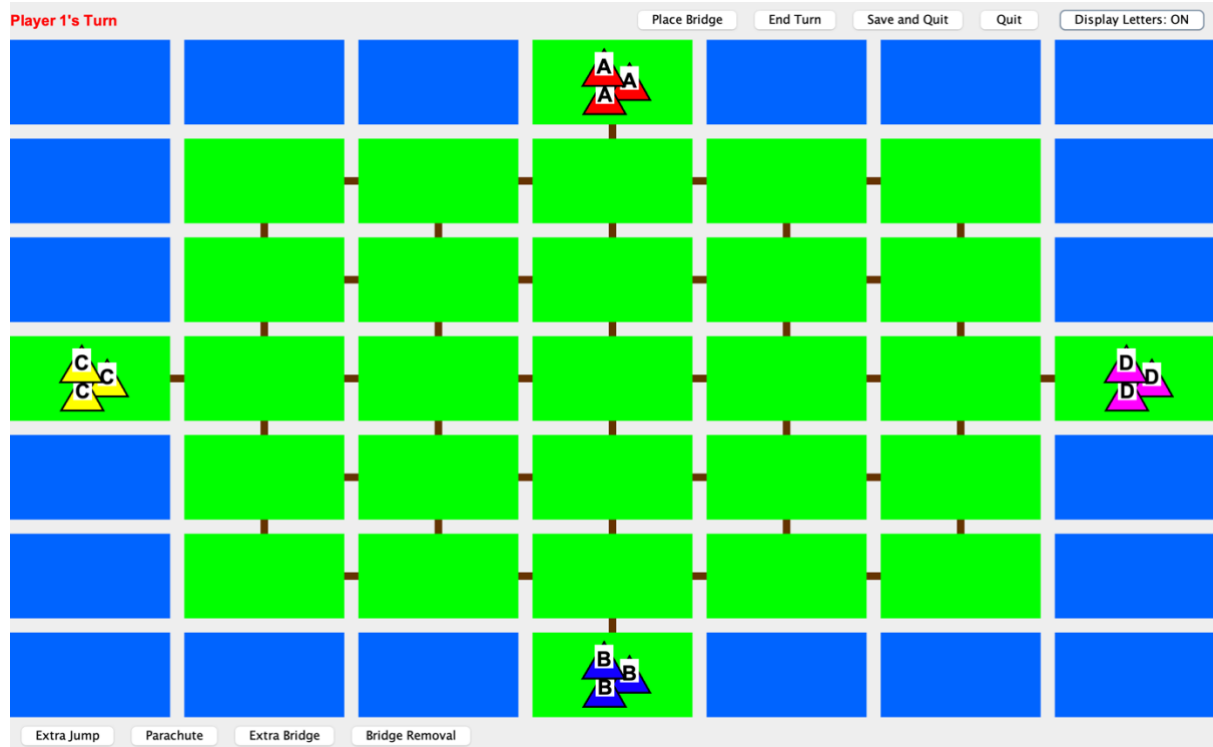 Player 1's Turn Place Bridge End Turn Save and Quit Quit Display Letters: ON
A
A
A
C
C
C
D
D
D
B
B
B
Extra Jump Parachute Extra Bridge Bridge Removal